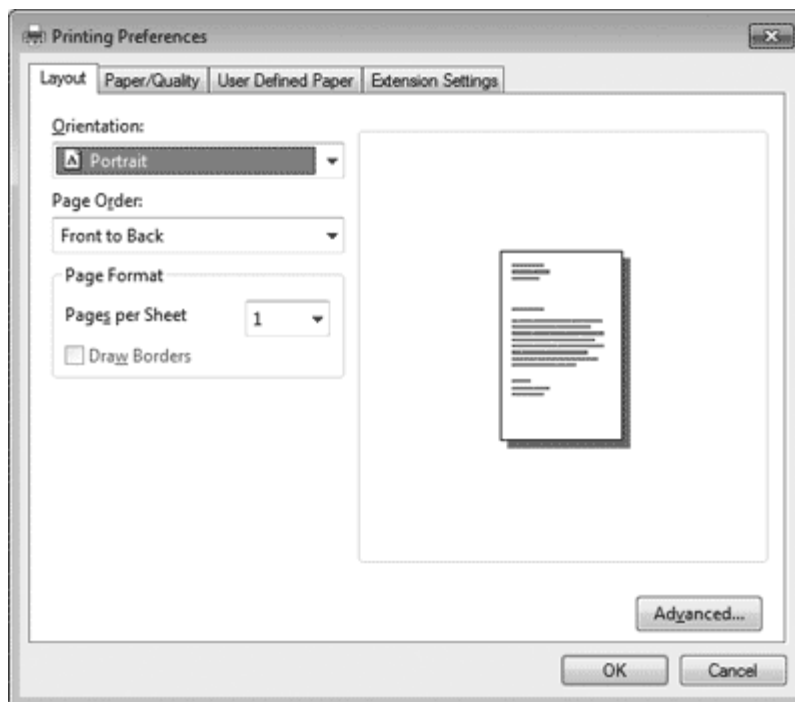 Printing Preferences
Layout Paper/Quality User Defined Paper Extension Settings
Orientation:
Portrait
Page Order:
Front to Back
Page Format
Pages per Sheet 1
Draw Borders
Advanced...
OK Cancel